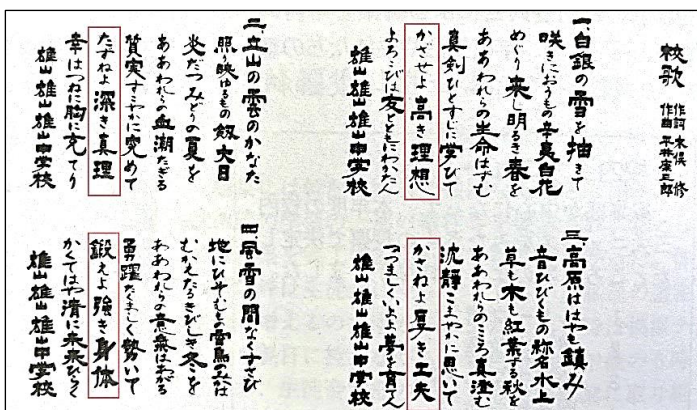 校歌
作詞 木俣 修
作曲 平井康三郎
一、白銀の雪を抽きて
咲きにおうもの辛夷白花
めぐり来し明るき春を
ああわれらの生命はずむ
真剣ひとすじに学びて
かざせよ高き理想
よろこびは友とともにわかたん
雄山雄山雄山中学校
二、立山の雲のかなた
照り映ゆるもの剱大日
炎だつみどりの夏を
ああわれらの血潮たぎる
質実すこやかに究めて
たずねよ深き真理
幸はつねに胸に充てり
雄山雄山雄山中学校
三、高原ははやも鎮み
音ひびくもの称名水上
草も木も紅葉する秋を
ああわれらのこころ真澄む
沈静こまやかに思いて
かさねよ厚き工夫
つつましくいよよ夢を育てん
雄山雄山雄山中学校
四、風雪の間なくすさび
地にひそむもの雷鳥のみは
むかえたるきびしき冬を
ああわれらの意気はあがる
勇躍たくましく勢いて
鍛えよ強き身体
かくてはや清に未来ひらく
雄山雄山雄山中学校